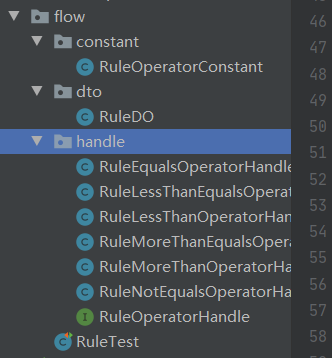 flow
constant
RuleOperatorConstant
dto
RuleDO
handle
RuleEqualsOperatorHandle
RuleLessThanEqualsOperat
RuleLessThanOperatorHan
RuleMoreThanEqualsOpera
RuleMoreThanOperatorHa
RuleNotEqualsOperatorHa
RuleOperatorHandle
RuleTest
46
47
48
49
50
51
52
53
54
55
56
57
58